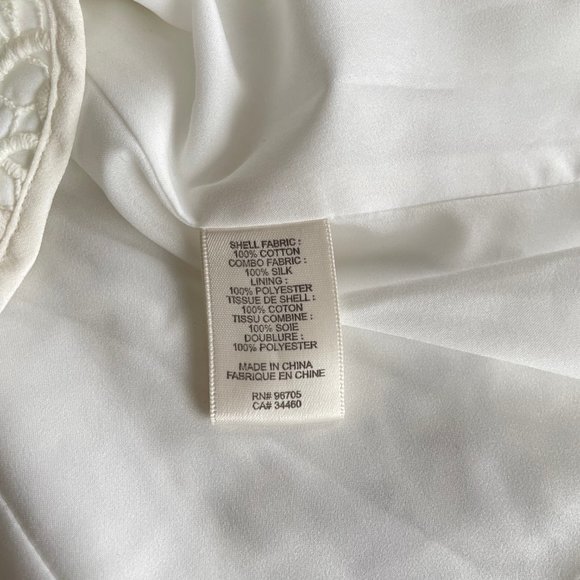 SHELL FABRIC :
100% COTTON
COMBO FABRIC :
100% SILK
LINING :
100% POLYESTER
TISSUE DE SHELL :
100% COTON
TISSU COMBINE :
100% SOIE
DOUBLURE :
100% POLYESTER
MADE IN CHINA
FABRIQUE EN CHINE
RN# 96705
CA# 34460